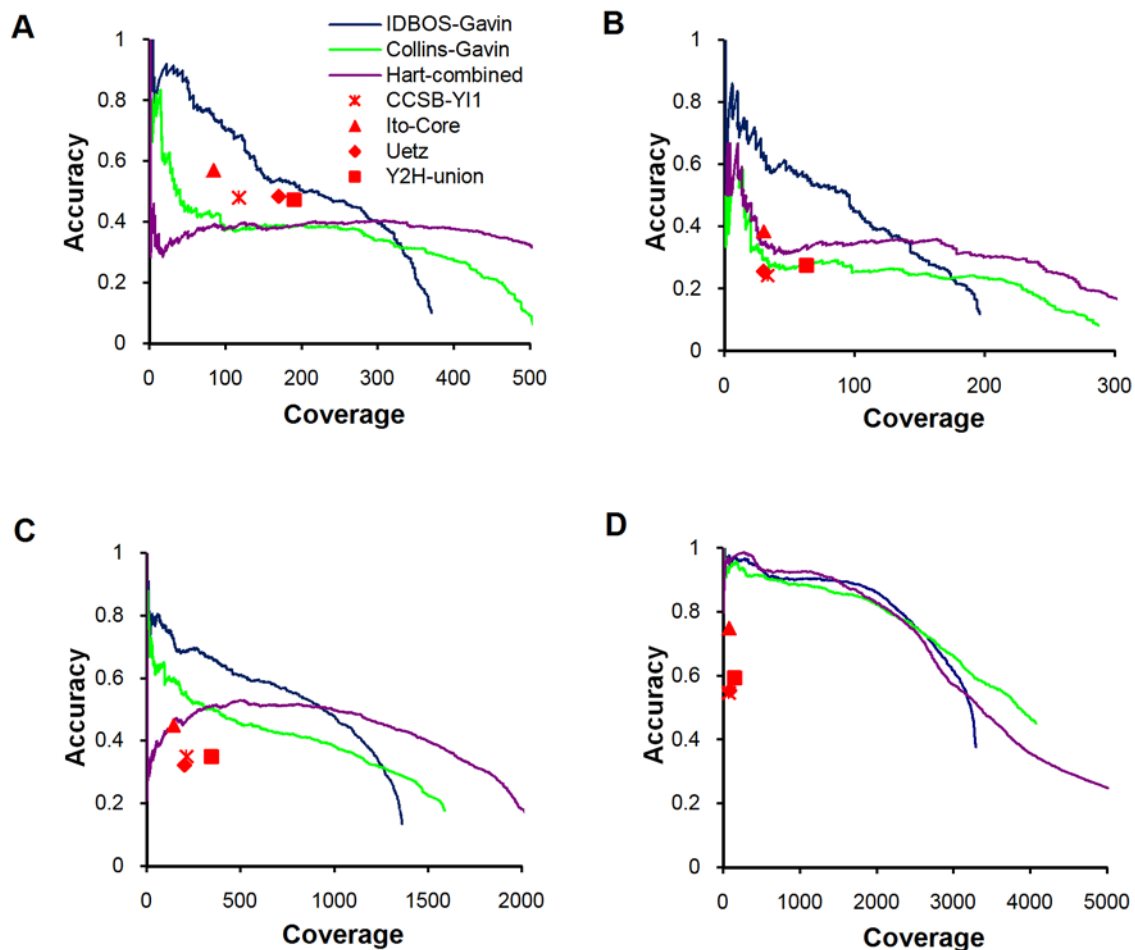 A
IDBOS-Gavin
Collins-Gavin
Hart-combined
CCSB-YI1
Ito-Core
Uetz
Y2H-union
Accuracy
1
0.8
0.6
0.4
0.2
0
0 100 200 300 400 500
Coverage
B
Accuracy
1
0.8
0.6
0.4
0.2
0
0 100 200 300
Coverage
C
Accuracy
1
0.8
0.6
0.4
0.2
0
0 500 1000 1500 2000
Coverage
D
Accuracy
1
0.8
0.6
0.4
0.2
0
0 1000 2000 3000 4000 5000
Coverage